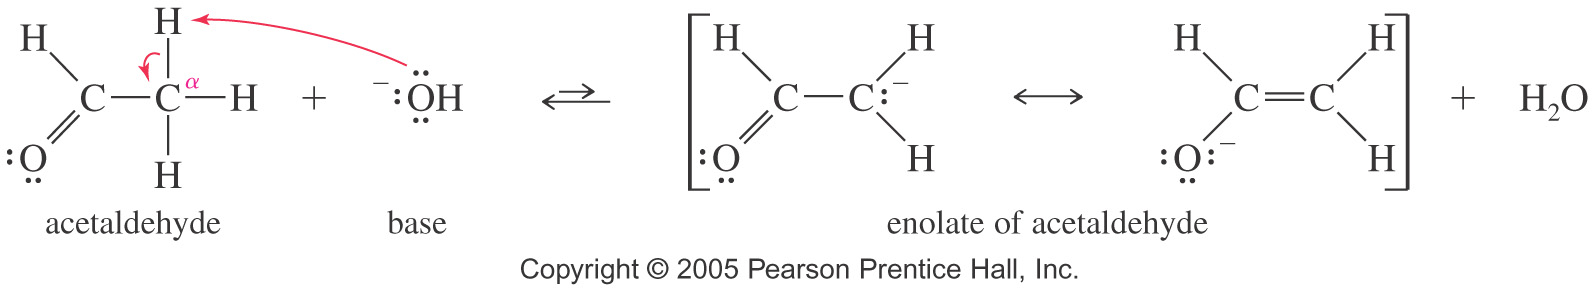 H H H
C — C α — H + ⁻:ÖH ⇌ [ C — C:⁻ ⟷ C = C ] + H₂O
:O H H :O:⁻ H
acetaldehyde base enolate of acetaldehyde
Copyright © 2005 Pearson Prentice Hall, Inc.